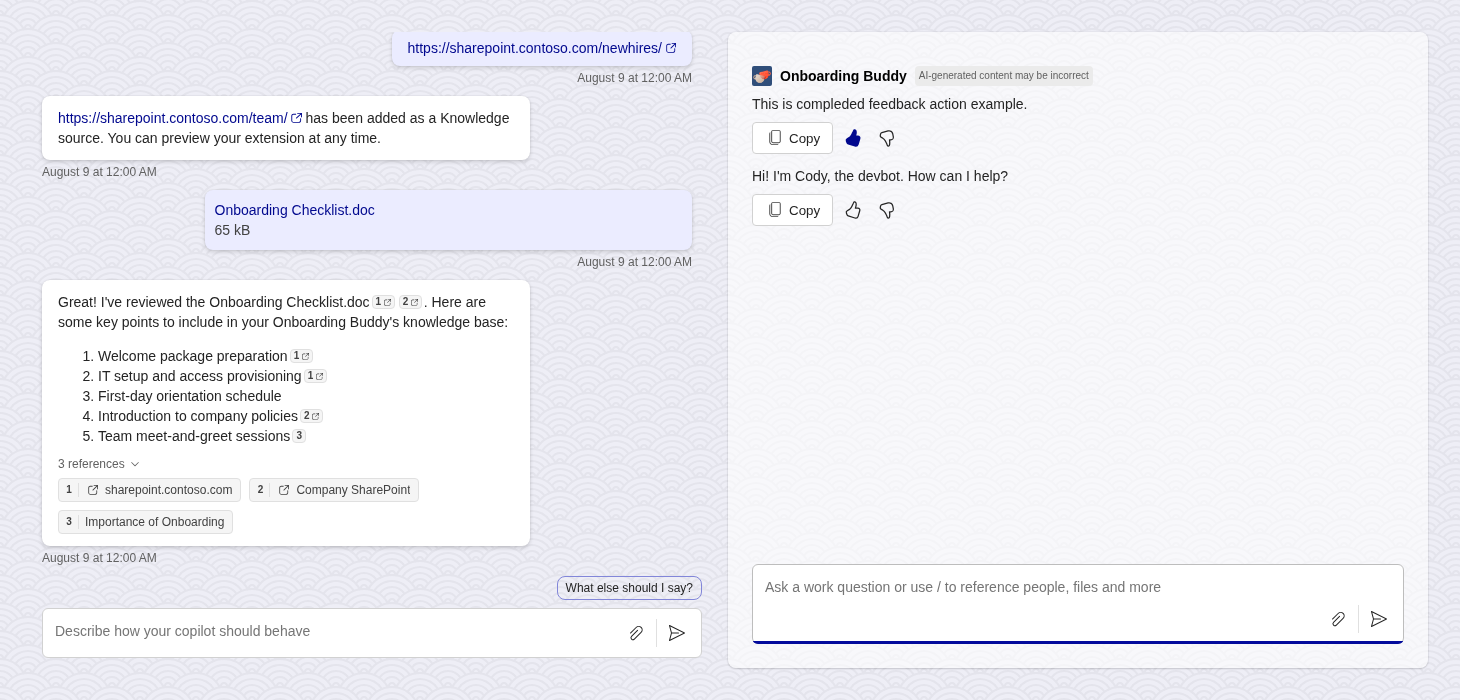 https://sharepoint.contoso.com/newhires/
August 9 at 12:00 AM
https://sharepoint.contoso.com/team/ has been added as a Knowledge
source. You can preview your extension at any time.
August 9 at 12:00 AM
Onboarding Checklist.doc
65 kB
August 9 at 12:00 AM
Great! I've reviewed the Onboarding Checklist.doc 1 2 . Here are
some key points to include in your Onboarding Buddy's knowledge base:
1. Welcome package preparation 1
2. IT setup and access provisioning 1
3. First-day orientation schedule
4. Introduction to company policies 2
5. Team meet-and-greet sessions 3
3 references
1 sharepoint.contoso.com 2 Company SharePoint
3 Importance of Onboarding
August 9 at 12:00 AM
What else should I say?
Describe how your copilot should behave
Onboarding Buddy AI-generated content may be incorrect
This is compleded feedback action example.
Copy
Hi! I'm Cody, the devbot. How can I help?
Copy
Ask a work question or use / to reference people, files and more